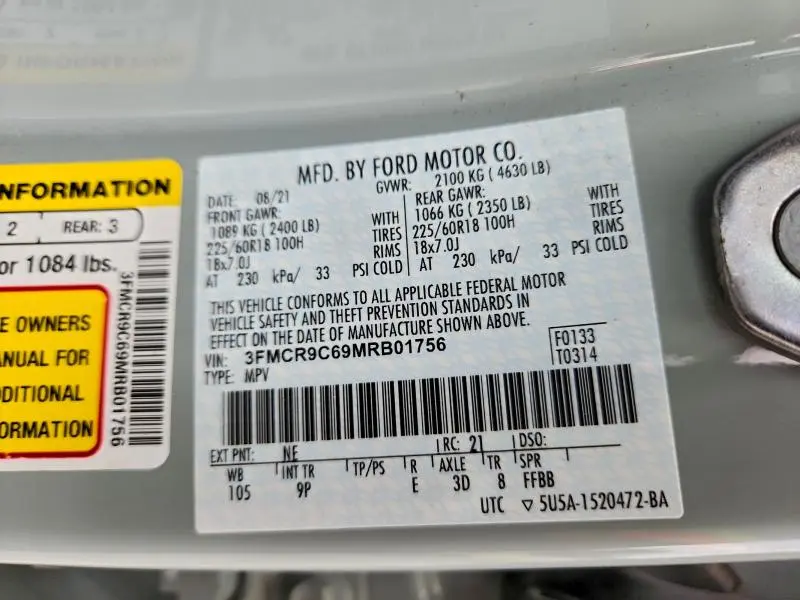 NFORMATION
2
REAR: 3
or 1084 lbs.
E OWNERS
ANUAL FOR
DITIONAL
ORMATION
3FMCR9C69MRB01756
MFD. BY FORD MOTOR CO.
DATE: 08/21
GVWR: 2100 KG ( 4630 LB)
FRONT GAWR:
1089 KG ( 2400 LB) WITH
225/60R18 100H TIRES
18x7.0J RIMS
AT 230 kPa/ 33 PSI COLD
REAR GAWR:
1066 KG ( 2350 LB) WITH
225/60R18 100H TIRES
18x7.0J RIMS
AT 230 kPa/ 33 PSI COLD
THIS VEHICLE CONFORMS TO ALL APPLICABLE FEDERAL MOTOR
VEHICLE SAFETY AND THEFT PREVENTION STANDARDS IN
EFFECT ON THE DATE OF MANUFACTURE SHOWN ABOVE.
VIN: 3FMCR9C69MRB01756
TYPE: MPV
F0133
T0314
EXT PNT: NE RC: 21 DSO:
WB INT TR TP/PS R AXLE TR SPR
105 9P E 3D 8 FFBB
UTC ▽ 5U5A-1520472-BA